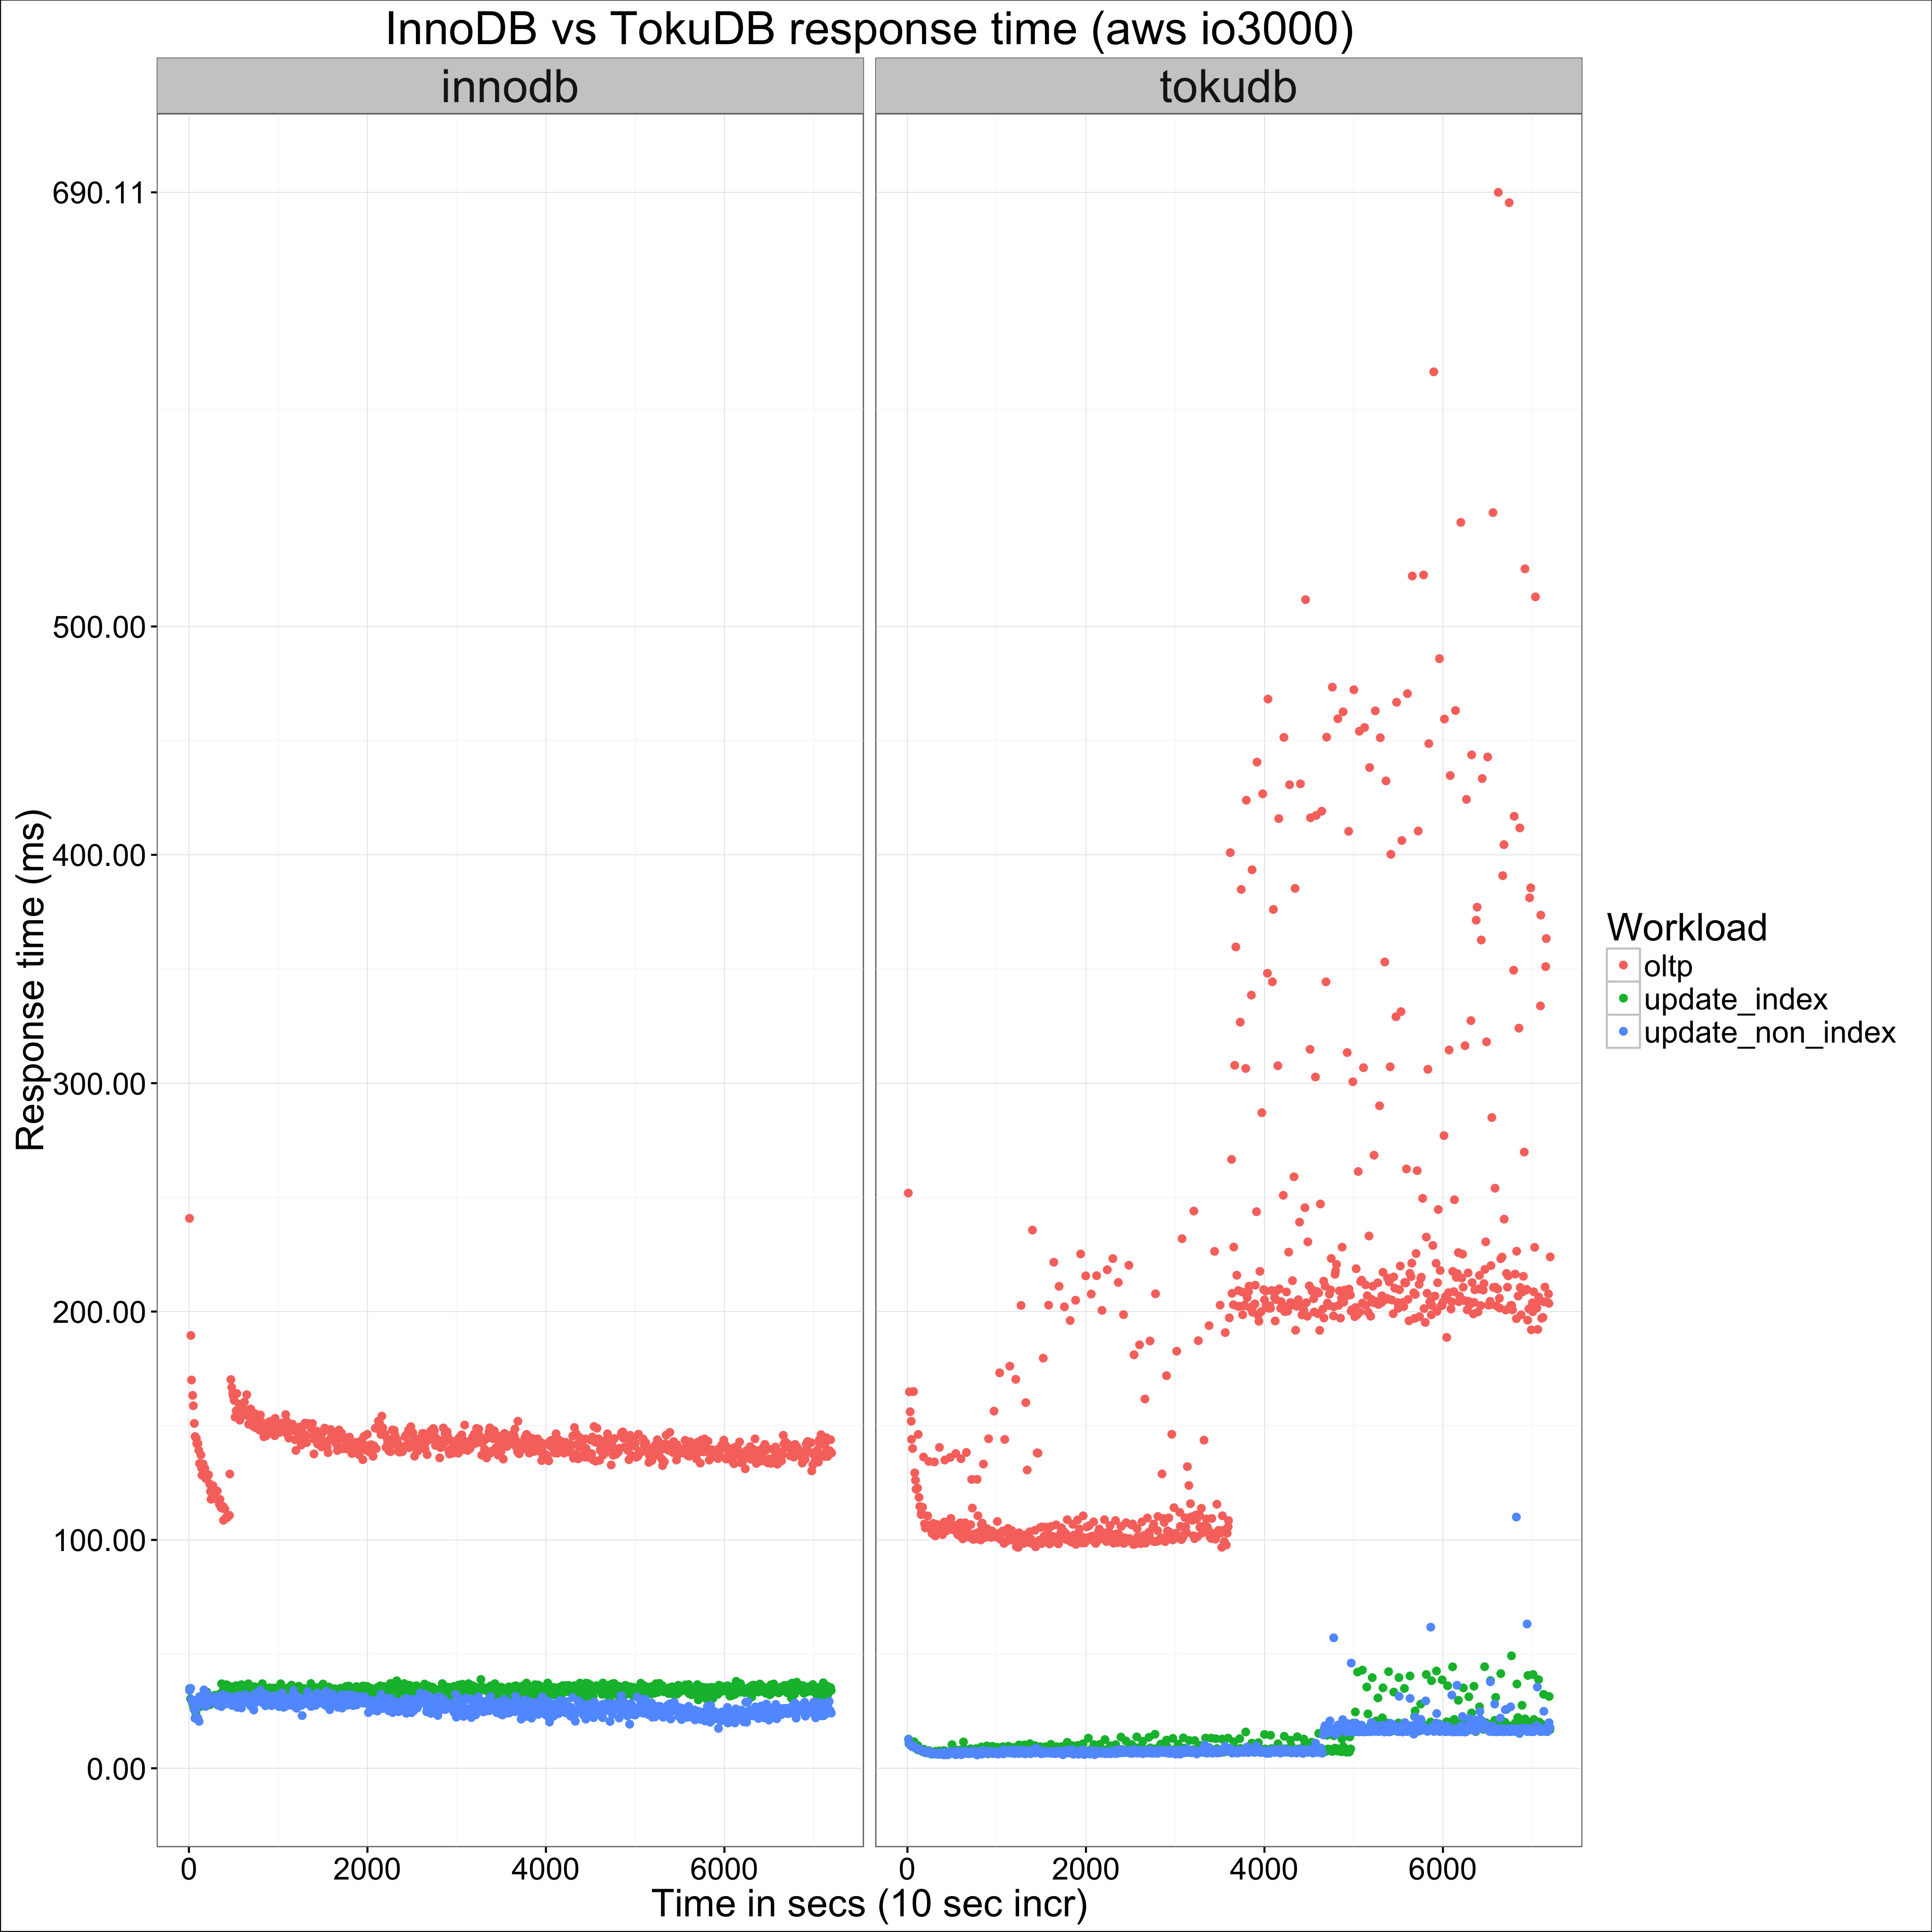 InnoDB vs TokuDB response time (aws io3000)
innodb
tokudb
Response time (ms)
690.11
500.00
400.00
300.00
200.00
100.00
0.00
0 2000 4000 6000
0 2000 4000 6000
Time in secs (10 sec incr)
Workload
oltp
update_index
update_non_index